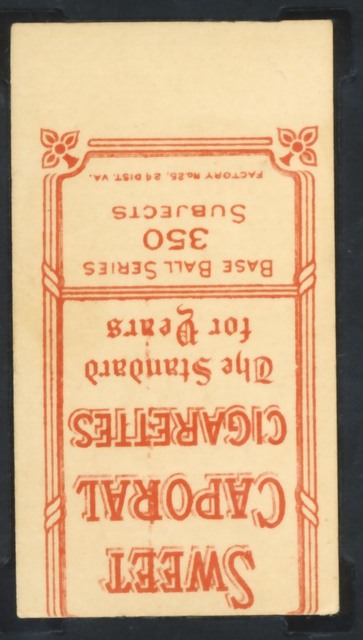 SWEET
CAPORAL
CIGARETTES
The Standard
for Years
BASE BALL SERIES
350
SUBJECTS
FACTORY No. 25, 2d DIST. VA.